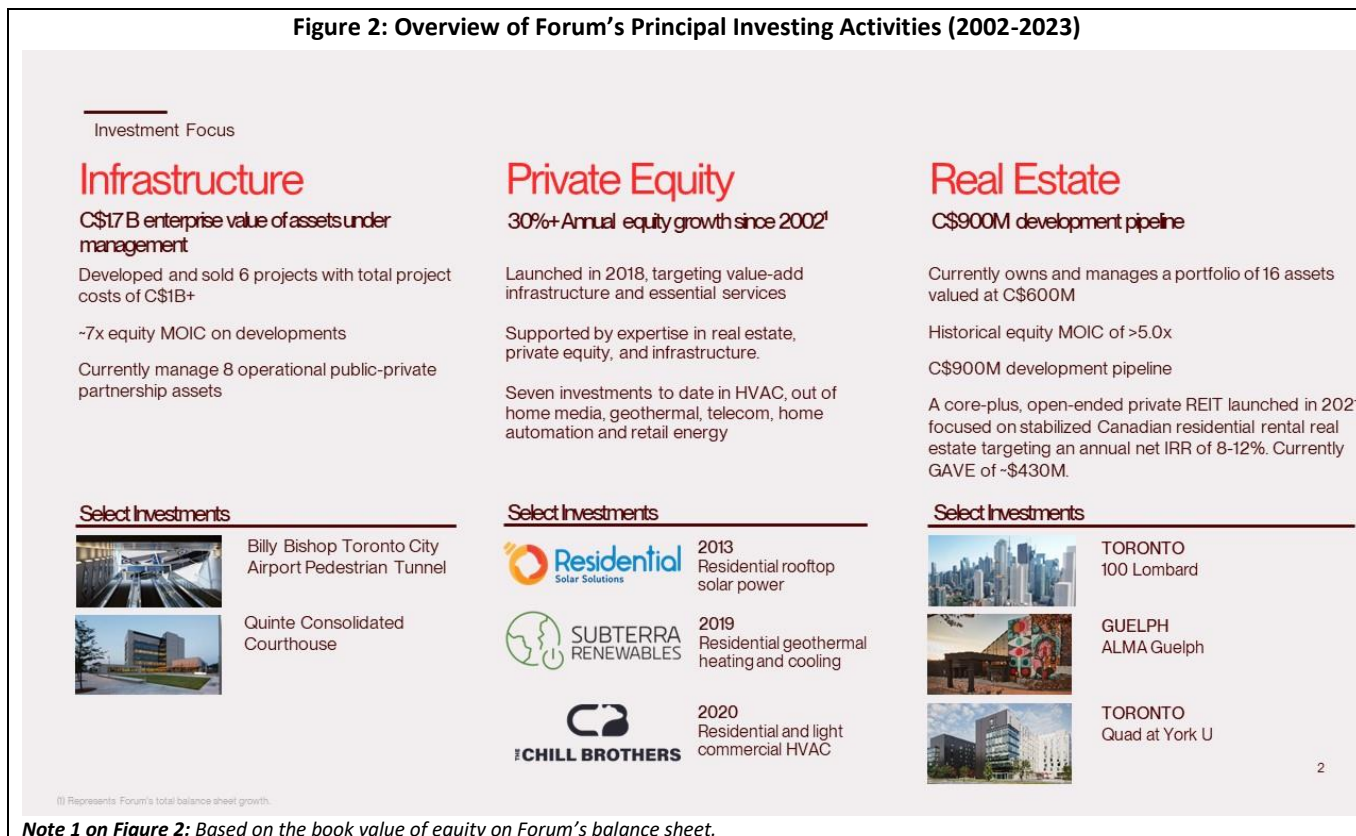 Figure 2: Overview of Forum's Principal Investing Activities (2002-2023)
Investment Focus
Infrastructure
C$1.7 B enterprise value of assets under
management
Developed and sold 6 projects with total project
costs of C$1B+
~7x equity MOIC on developments
Currently manage 8 operational public-private
partnership assets
Select Investments
Billy Bishop Toronto City
Airport Pedestrian Tunnel
Quinte Consolidated
Courthouse
Private Equity
30%+ Annual equity growth since 2002¹
Launched in 2018, targeting value-add
infrastructure and essential services
Supported by expertise in real estate,
private equity, and infrastructure.
Seven investments to date in HVAC, out of
home media, geothermal, telecom, home
automation and retail energy
Select Investments
Residential
Solar Solutions
2013
Residential rooftop
solar power
SUBTERRA
RENEWABLES
2019
Residential geothermal
heating and cooling
THE CHILL BROTHERS
2020
Residential and light
commercial HVAC
Real Estate
C$900M development pipeline
Currently owns and manages a portfolio of 16 assets
valued at C$600M
Historical equity MOIC of >5.0x
C$900M development pipeline
A core-plus, open-ended private REIT launched in 202
focused on stabilized Canadian residential rental real
estate targeting an annual net IRR of 8-12%. Currently
GAVE of ~$430M.
Select Investments
TORONTO
100 Lombard
GUELPH
ALMA Guelph
TORONTO
Quad at York U
2
(1) Represents Forum's total balance sheet growth.
Note 1 on Figure 2: Based on the book value of equity on Forum's balance sheet.